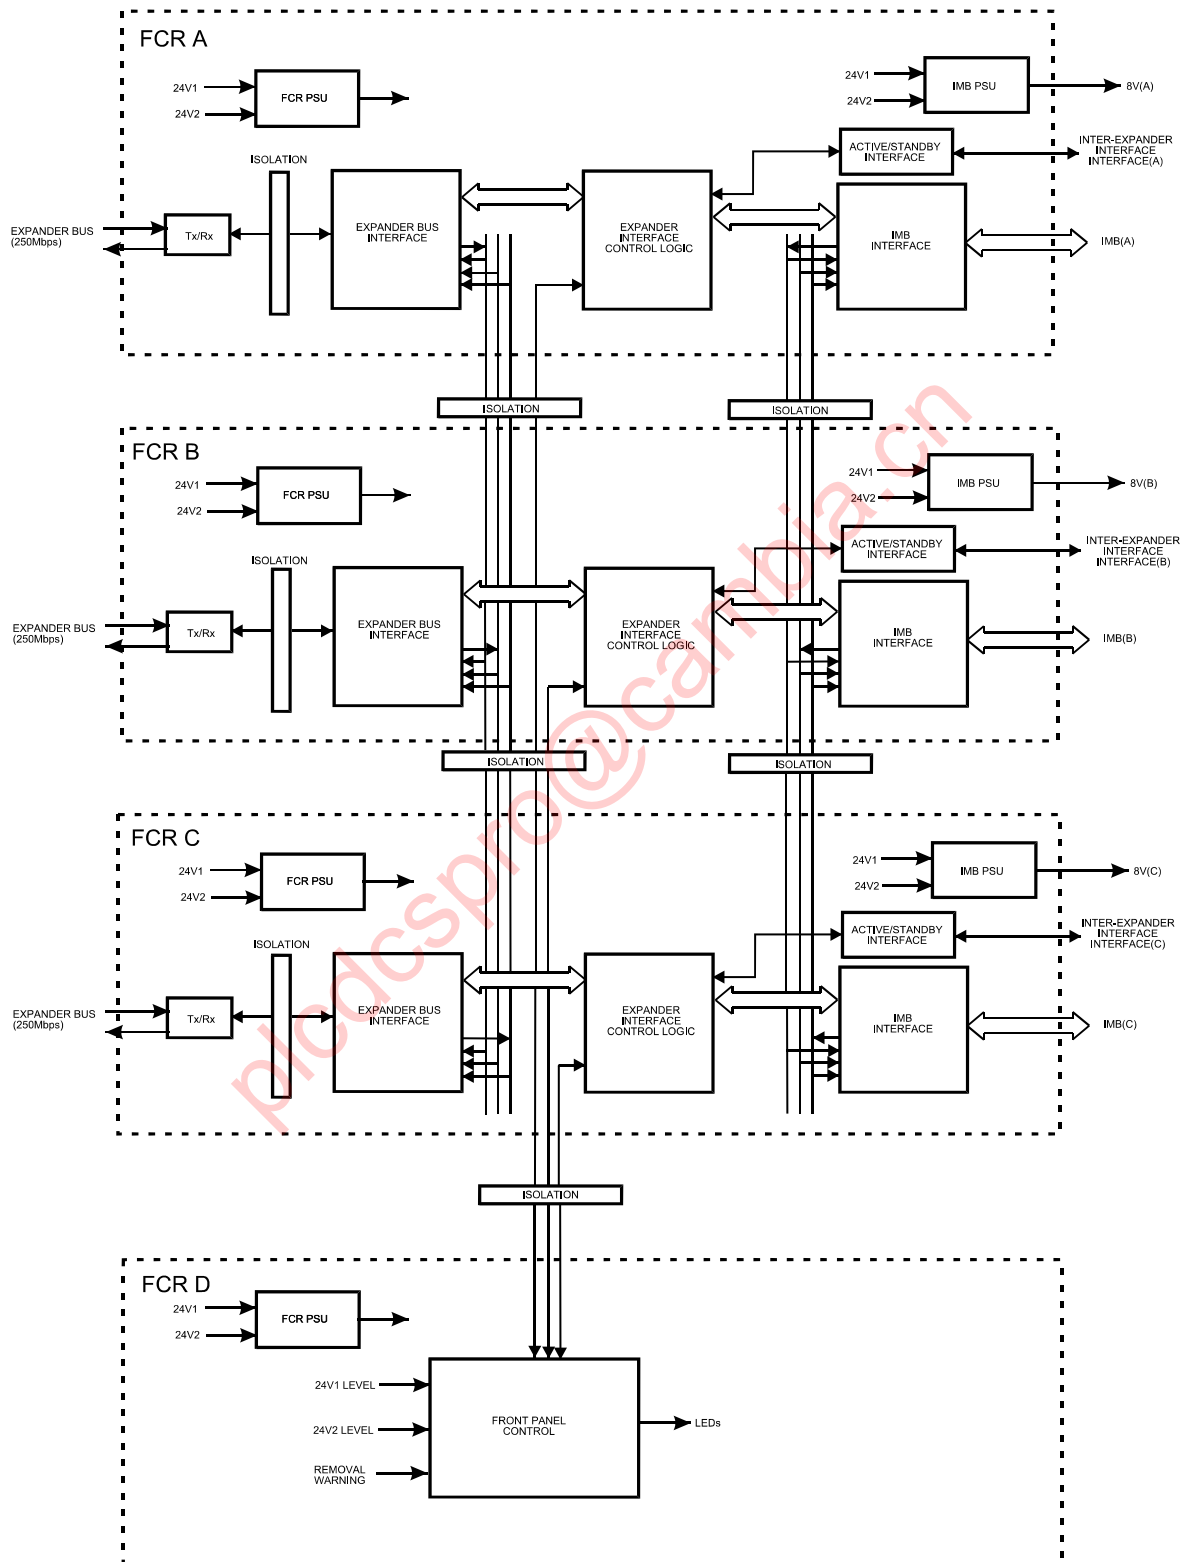 FCR A
24V1
24V2
FCR PSU
24V1
24V2
IMB PSU
8V(A)
ISOLATION
ACTIVE/STANDBY
INTERFACE
INTER-EXPANDER
INTERFACE
INTERFACE(A)
EXPANDER BUS
(250Mbps)
Tx/Rx
EXPANDER BUS
INTERFACE
EXPANDER
INTERFACE
CONTROL LOGIC
IMB
INTERFACE
IMB(A)
ISOLATION
ISOLATION
FCR B
24V1
24V2
FCR PSU
24V1
24V2
IMB PSU
8V(B)
ISOLATION
ACTIVE/STANDBY
INTERFACE
INTER-EXPANDER
INTERFACE
INTERFACE(B)
EXPANDER BUS
(250Mbps)
Tx/Rx
EXPANDER BUS
INTERFACE
EXPANDER
INTERFACE
CONTROL LOGIC
IMB
INTERFACE
IMB(B)
ISOLATION
ISOLATION
FCR C
24V1
24V2
FCR PSU
24V1
24V2
IMB PSU
8V(C)
ISOLATION
ACTIVE/STANDBY
INTERFACE
INTER-EXPANDER
INTERFACE
INTERFACE(C)
EXPANDER BUS
(250Mbps)
Tx/Rx
EXPANDER BUS
INTERFACE
EXPANDER
INTERFACE
CONTROL LOGIC
IMB
INTERFACE
IMB(C)
ISOLATION
FCR D
24V1
24V2
FCR PSU
24V1 LEVEL
24V2 LEVEL
REMOVAL
WARNING
FRONT PANEL
CONTROL
LEDs
plcdcspro@cambia.cn